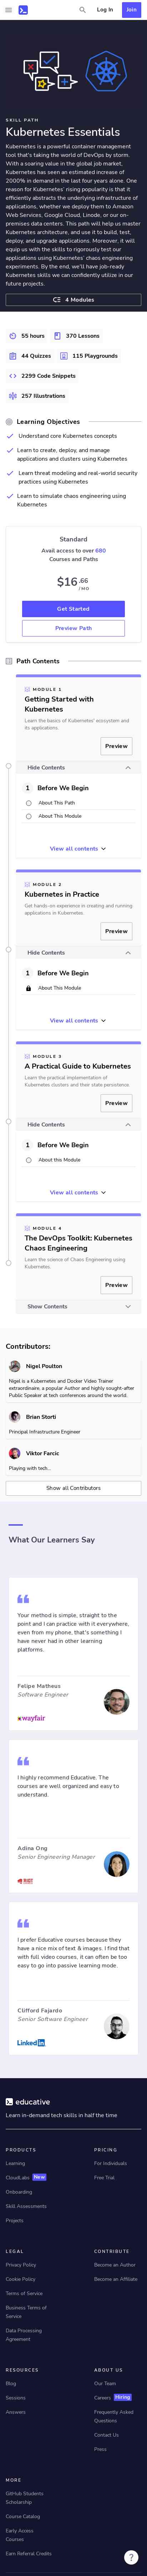 Log In
Join
SKILL PATH
Kubernetes Essentials
Kubernetes is a powerful container management
tool that's taking the world of DevOps by storm.
Kubernetes allows you to work with ease in a large-
scale, and has seen an estimated increase of
2000% in demand in the last four years alone. One
reason for Kubernetes' rising popularity is that it
efficiently abstracts the underlying infrastructure of
applications, whether we deploy them to Amazon
Web Services, Google Cloud, Linode, or our on-
premises data centers. This path will help us master
Kubernetes architecture, and use it to build, test,
deploy, and upgrade applications. Moreover, it will
equip us with the strategies to roll out and monitor
your applications using Kubernetes' chaos engineering
experiments. By the end, we'll have job-ready
Kubernetes skills we can confidently utilize in our
future projects.
4 Modules
55 hours
370 Lessons
44 Quizzes
115 Playgrounds
2299 Code Snippets
257 Illustrations
Learning Objectives
Understand core Kubernetes concepts
Learn to create, deploy, and manage
applications and clusters using Kubernetes
Learn threat modeling and real-world security
practices using Kubernetes
Learn to simulate chaos engineering using
Kubernetes
Standard
Avail access to over 680
Courses and Paths
$16.66
/ MO
Get Started
Preview Path
Path Contents
MODULE 1
Getting Started with
Kubernetes
Learn the basics of Kubernetes' ecosystem and
its applications.
Preview
Hide Contents
1 Before We Begin
About This Path
About This Module
View all contents
MODULE 2
Kubernetes in Practice
Get hands-on experience in creating and running
applications in Kubernetes.
Preview
Hide Contents
1 Before We Begin
About This Module
View all contents
MODULE 3
A Practical Guide to Kubernetes
Learn the practical implementation of
Kubernetes clusters and their state persistence.
Preview
Hide Contents
1 Before We Begin
About this Module
View all contents
MODULE 4
The DevOps Toolkit: Kubernetes
Chaos Engineering
Learn the science of Chaos Engineering using
Kubernetes.
Preview
Show Contents
Contributors:
Nigel Poulton
Nigel is a Kubernetes and Docker Video Trainer
extraordinaire, a popular Author and highly sought-after
Public Speaker at tech conferences around the world.
Brian Storti
Principal Infrastructure Engineer
Viktor Farcic
Playing with tech...
Show all Contributors
What Our Learners Say
Your method is simple, straight to the
point and I can practice with it everywhere,
even from my phone, that's something I
have never had on other learning
platforms.
Felipe Matheus
Software Engineer
wayfair
I highly recommend Educative. The
courses are well organized and easy to
understand.
Adina Ong
Senior Engineering Manager
RIOT
GAMES
I prefer Educative courses because they
have a nice mix of text & images. I find that
with full video courses, it can often be too
easy to go into passive learning mode.
Clifford Fajardo
Senior Software Engineer
LinkedIn
educative
Learn in-demand tech skills in half the time
PRODUCTS
PRICING
Learning
For Individuals
CloudLabs New
Free Trial
Onboarding
Skill Assessments
Projects
LEGAL
CONTRIBUTE
Privacy Policy
Become an Author
Cookie Policy
Become an Affiliate
Terms of Service
Business Terms of
Service
Data Processing
Agreement
RESOURCES
ABOUT US
Blog
Our Team
Sessions
Careers Hiring
Answers
Frequently Asked
Questions
Contact Us
Press
MORE
GitHub Students
Scholarship
Course Catalog
Early Access
Courses
Earn Referral Credits